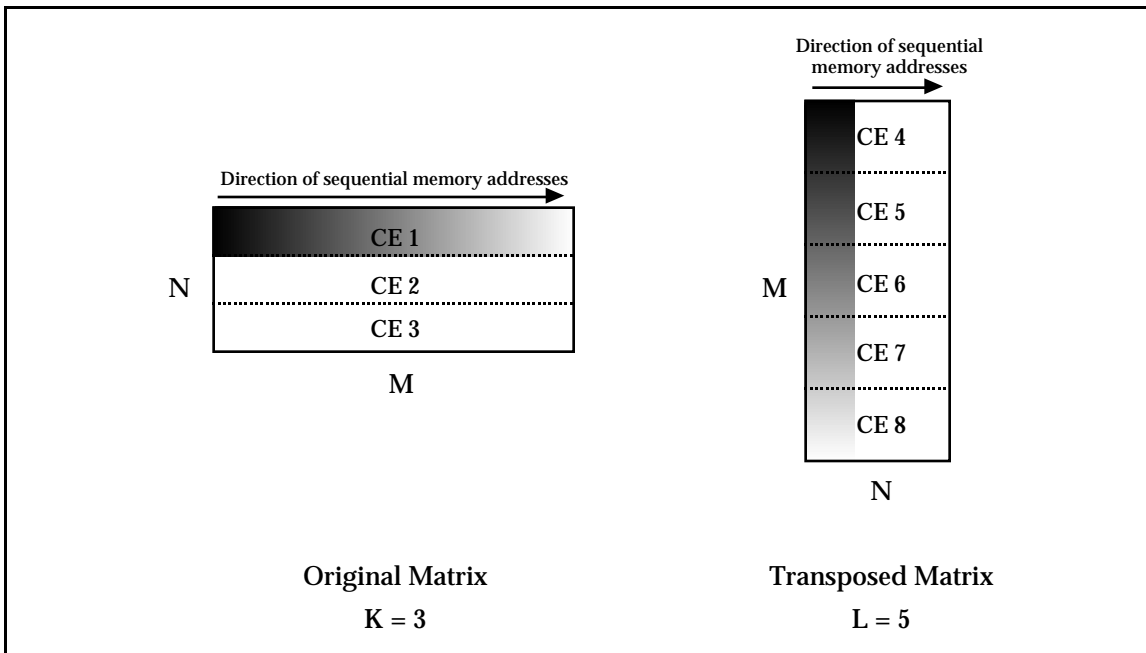 Direction of sequential memory addresses
CE 1
CE 2
CE 3
N
M
Original Matrix
K = 3
Direction of sequential
memory addresses
CE 4
CE 5
CE 6
CE 7
CE 8
M
N
Transposed Matrix
L = 5